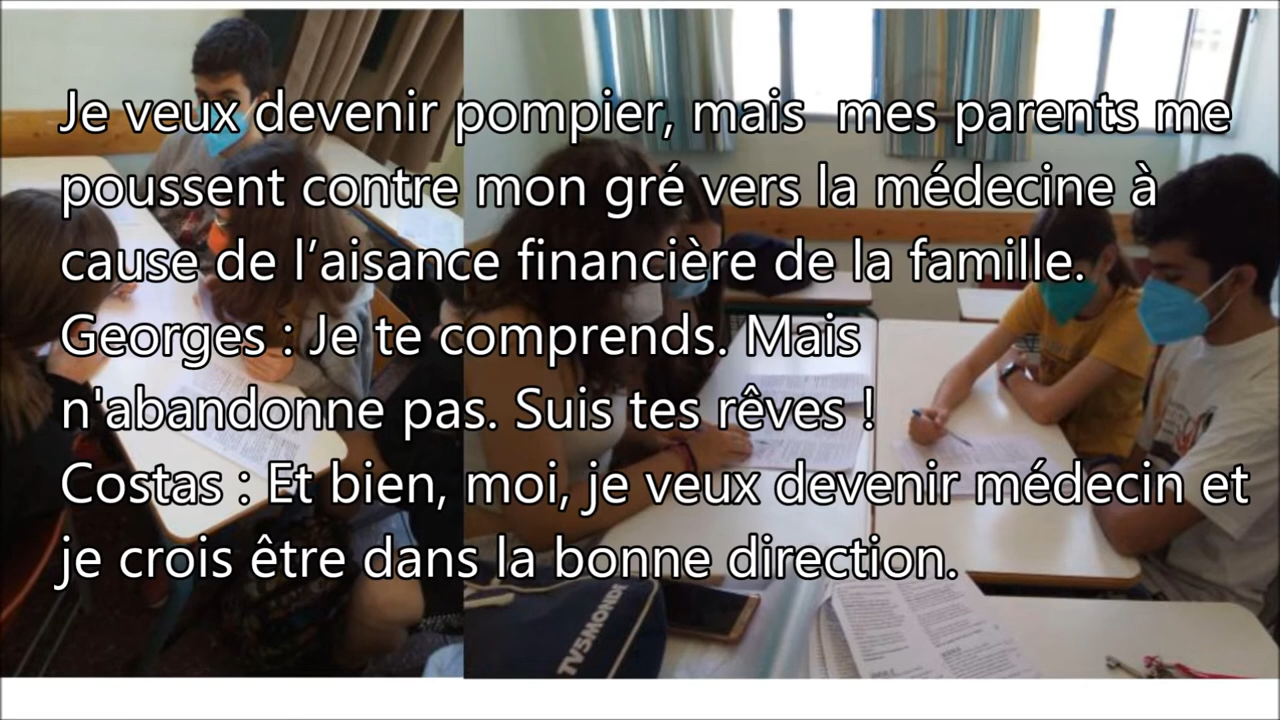 Je veux devenir pompier, mais  mes parents me
poussent contre mon gré vers la médecine à
cause de l’aisance financière de la famille.
Georges : Je te comprends. Mais
n'abandonne pas. Suis tes rêves !
Costas : Et bien, moi, je veux devenir médecin et
je crois être dans la bonne direction.
TV5MONDE